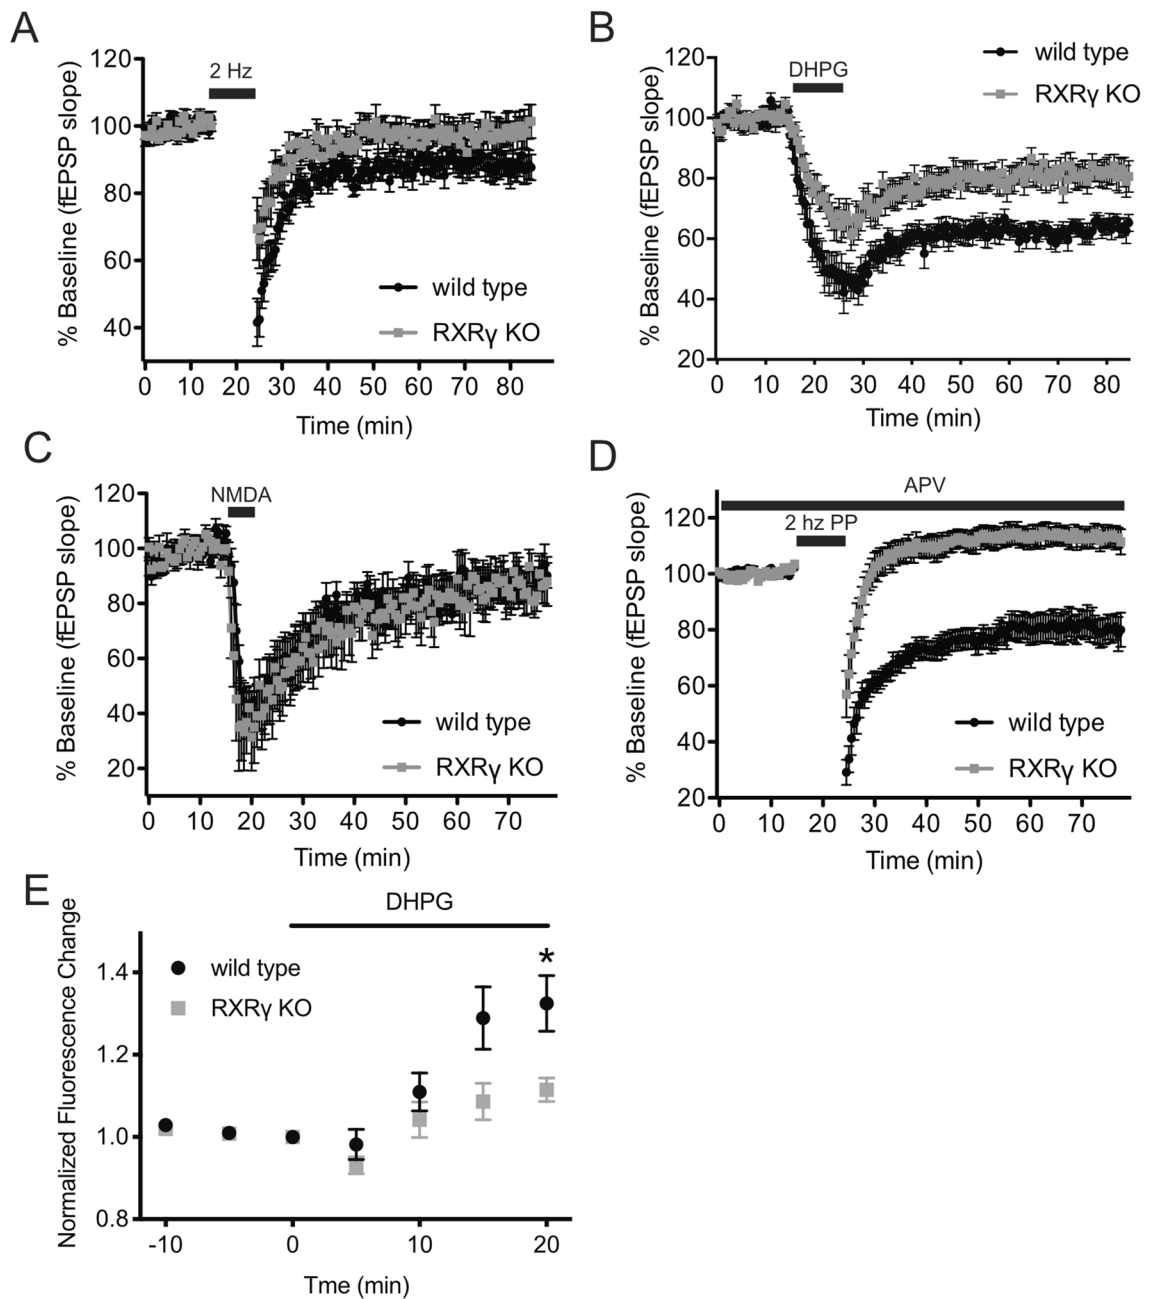 A
% Baseline (fEPSP slope)
120
100
80
60
40
2 Hz
wild type
RXRγ KO
0 10 20 30 40 50 60 70 80
Time (min)
B
% Baseline (fEPSP slope)
120
100
80
60
40
20
DHPG
wild type
RXRγ KO
0 10 20 30 40 50 60 70 80
Time (min)
C
% Baseline (fEPSP slope)
120
100
80
60
40
20
NMDA
wild type
RXRγ KO
0 10 20 30 40 50 60 70
Time (min)
D
% Baseline (fEPSP slope)
120
100
80
60
40
20
APV
2 hz PP
wild type
RXRγ KO
0 10 20 30 40 50 60 70
Time (min)
E
Normalized Fluorescence Change
1.4
1.2
1.0
0.8
DHPG
wild type
RXRγ KO
*
-10 0 10 20
Tme (min)